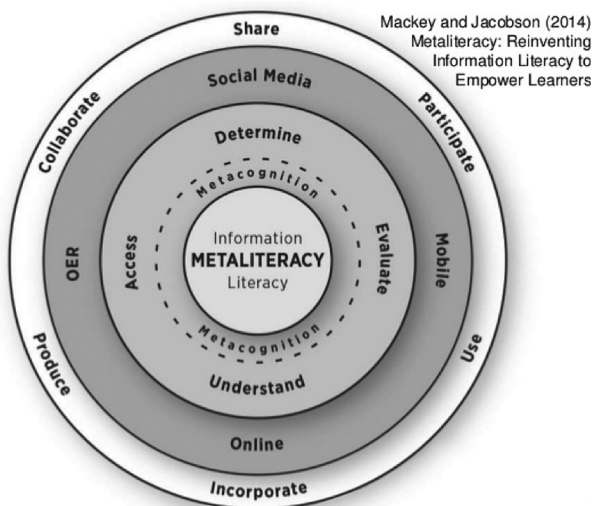 Mackey and Jacobson (2014)
Metaliteracy: Reinventing
Information Literacy to
Empower Learners
Share
Collaborate
Participate
Social Media
Determine
Metacognition
OER
Access
Information
METALITERACY
Literacy
Evaluate
Mobile
Metacognition
Understand
Produce
Use
Online
Incorporate